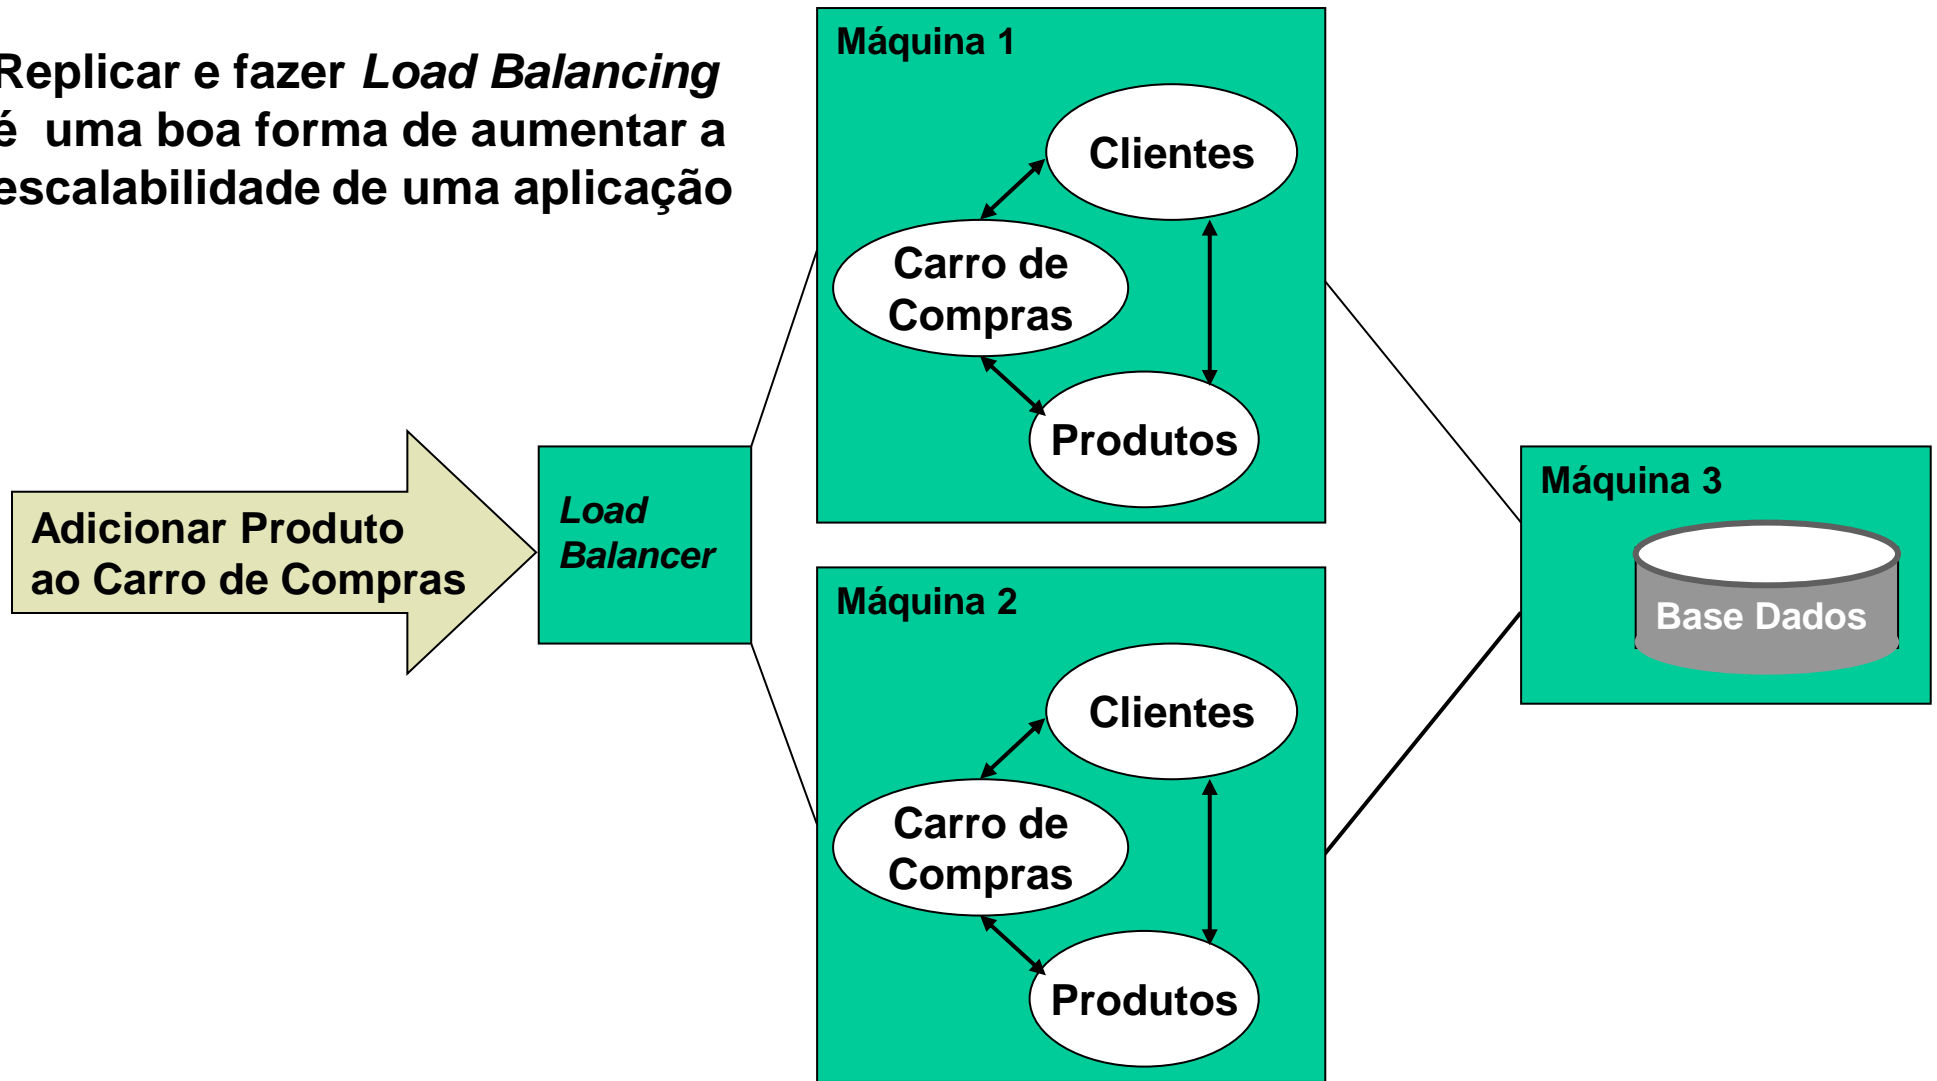 Replicar e fazer Load Balancing
é uma boa forma de aumentar a
escalabilidade de uma aplicação
Adicionar Produto
ao Carro de Compras
Load
Balancer
Máquina 1
Clientes
Carro de
Compras
Produtos
Máquina 2
Clientes
Carro de
Compras
Produtos
Máquina 3
Base Dados